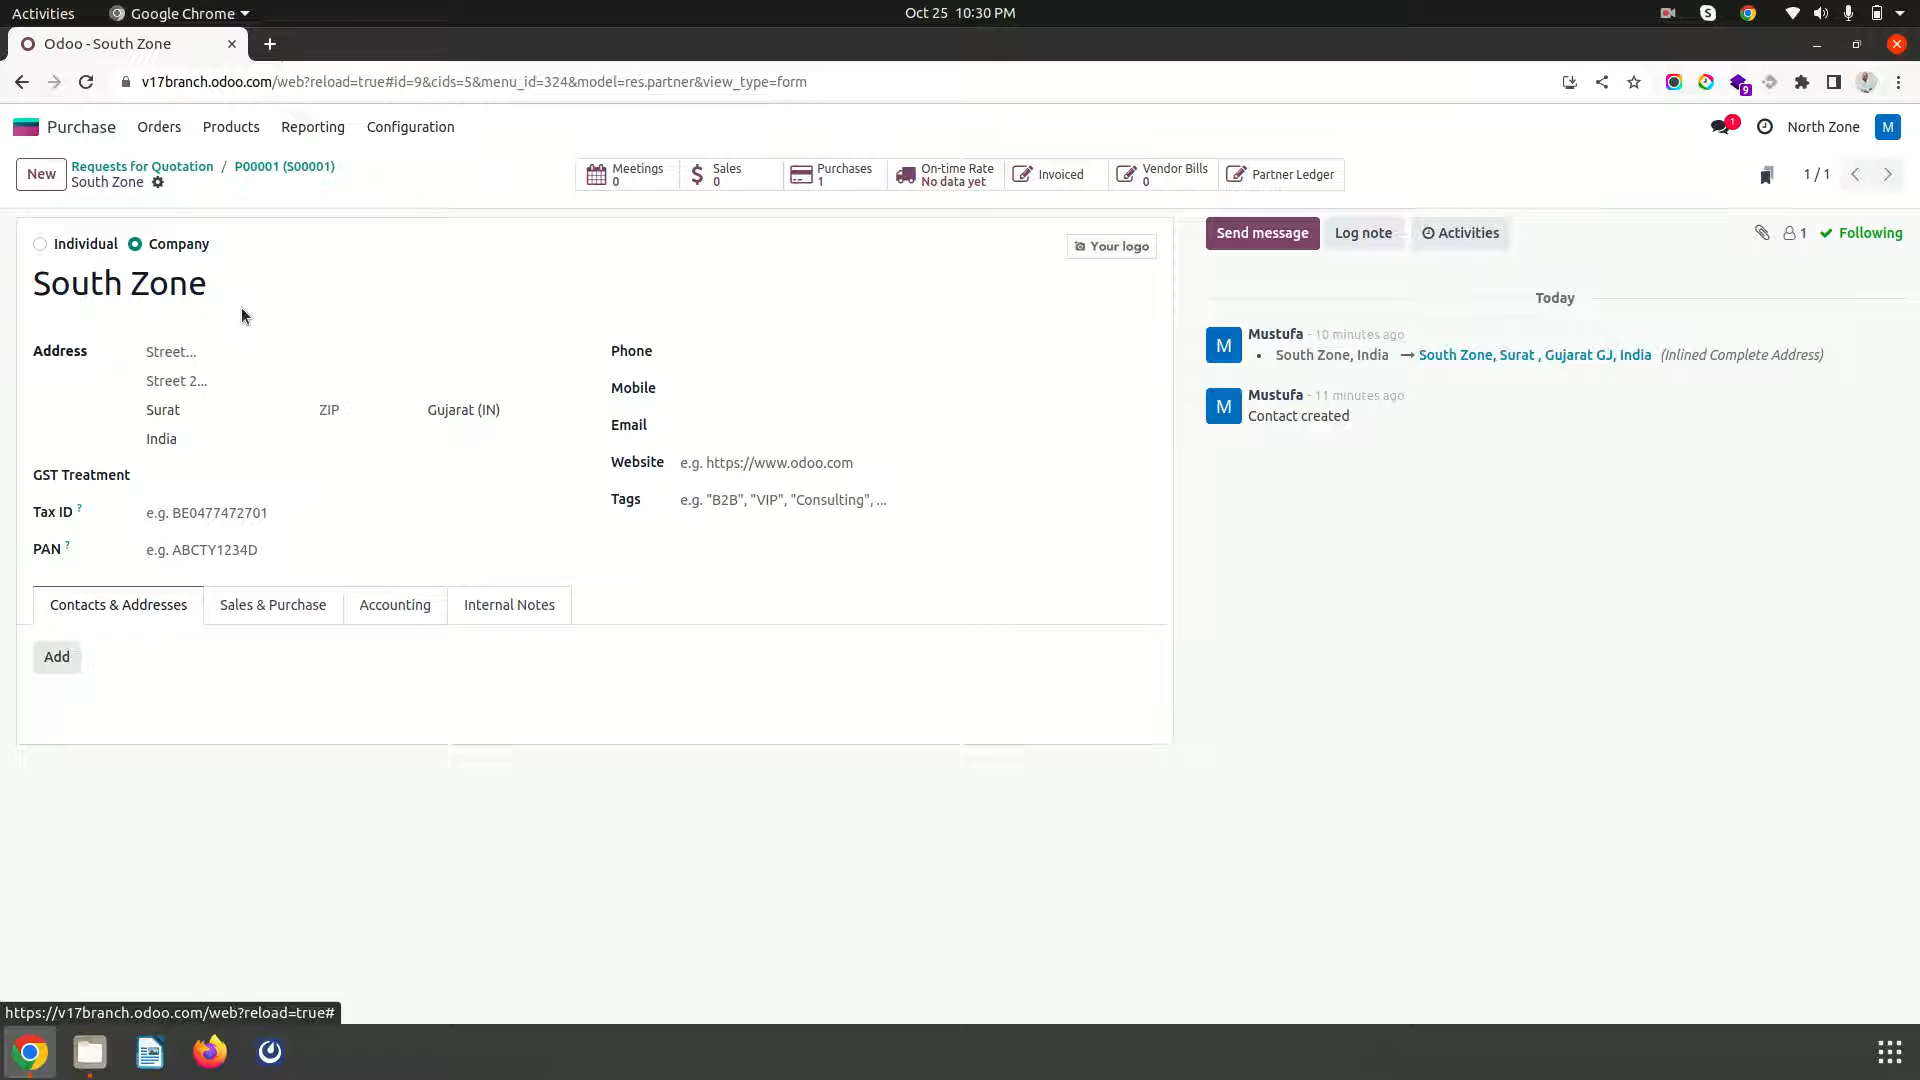 Activities
Google Chrome
Oct 25 10:30 PM
Odoo - South Zone
v17branch.odoo.com/web?reload=true#id=9&cids=5&menu_id=324&model=res.partner&view_type=form
9
Purchase
Orders
Products
Reporting
Configuration
1
North Zone
M
New
Requests for Quotation / P00001 (S00001)
South Zone
Meetings
0
Sales
0
Purchases
1
On-time Rate
No data yet
Invoiced
Vendor Bills
0
Partner Ledger
1 / 1
Individual
Company
Your logo
South Zone
Address
Street...
Street 2...
Surat
ZIP
Gujarat (IN)
India
GST Treatment
Tax ID ?
e.g. BE0477472701
PAN ?
e.g. ABCTY1234D
Phone
Mobile
Email
Website
e.g. https://www.odoo.com
Tags
e.g. "B2B", "VIP", "Consulting", ...
Contacts & Addresses
Sales & Purchase
Accounting
Internal Notes
Add
Send message
Log note
Activities
1
Following
Today
M
Mustufa - 10 minutes ago
• South Zone, India → South Zone, Surat , Gujarat GJ, India (Inlined Complete Address)
M
Mustufa - 11 minutes ago
Contact created
https://v17branch.odoo.com/web?reload=true#